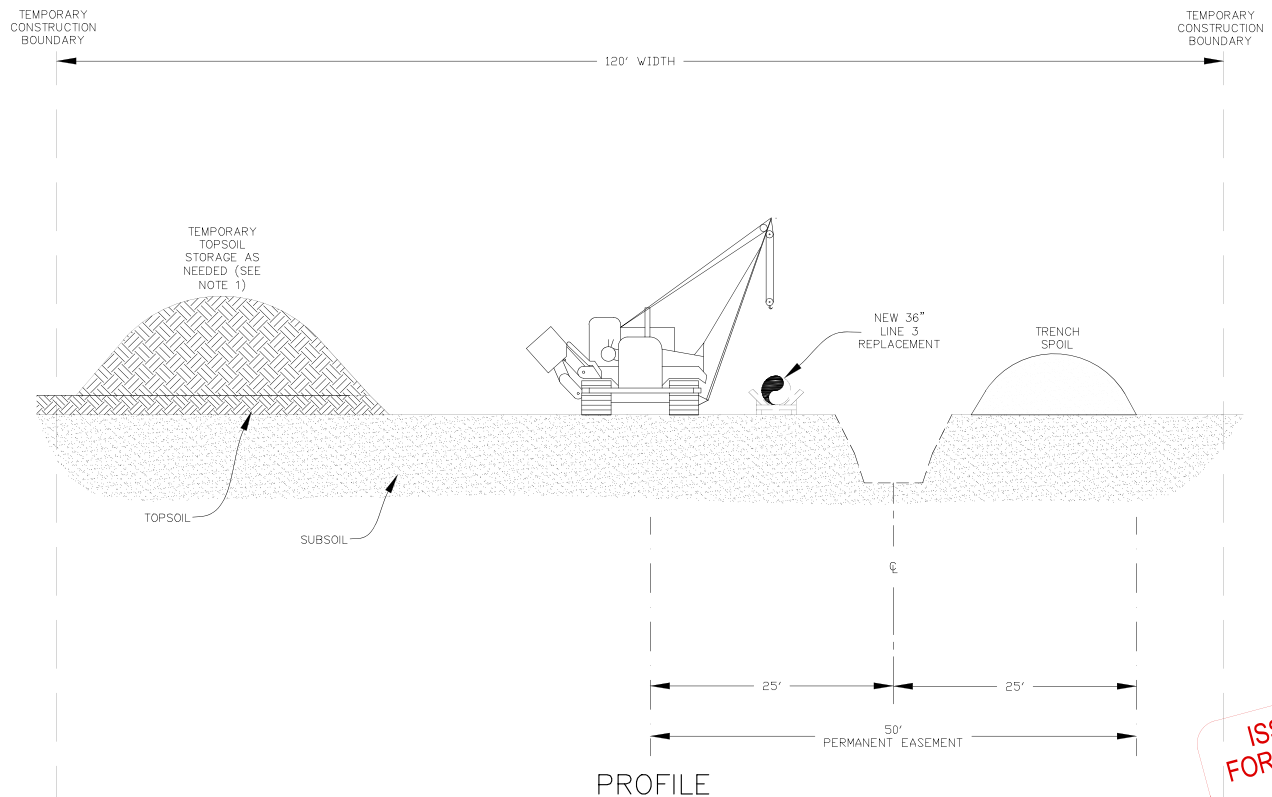 TEMPORARY
CONSTRUCTION
BOUNDARY
TEMPORARY
CONSTRUCTION
BOUNDARY
120' WIDTH
TEMPORARY
TOPSOIL
STORAGE AS
NEEDED (SEE
NOTE 1)
NEW 36"
LINE 3
REPLACEMENT
TRENCH
SPOIL
TOPSOIL
SUBSOIL
℄
25'
25'
50'
PERMANENT EASEMENT
PROFILE
FOR